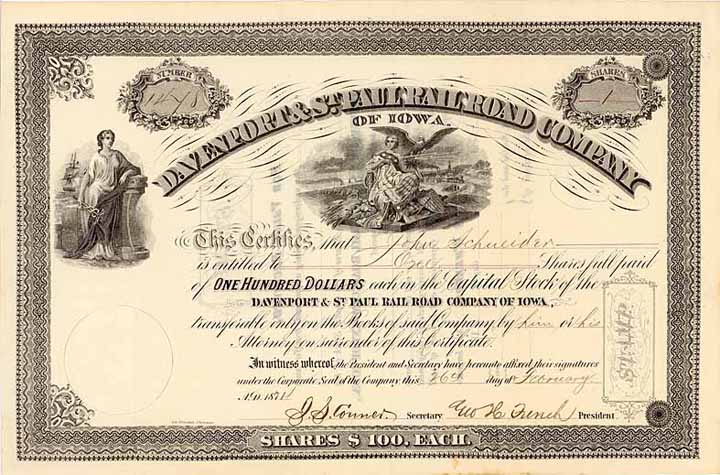 NUMBER
SHARES
1
DAVENPORT & ST. PAUL RAIL ROAD COMPANY
OF IOWA.
This Certifies, that John Schneider
is entitled to One Shares full paid
of ONE HUNDRED DOLLARS each in the Capital Stock of the
DAVENPORT & ST PAUL RAIL ROAD COMPANY OF IOWA,
transferable only on the Books of said Company by him or his
Attorney on surrender of this Certificate.
In witness whereof, the President and Secretary have hereunto affixed their signatures
under the Corporate Seal of the Company this 26th day of February
A.D. 1871
J. S. Conner Secretary Geo H. French President
SHARES $ 100. EACH.